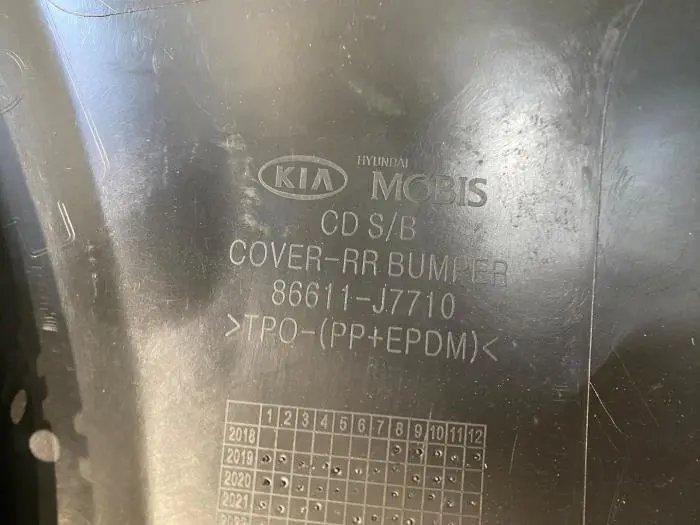 KIA HYUNDAI MOBIS
CD S/B
COVER-RR BUMPER
86611-J7710
>TPO-(PP+EPDM)<
1 2 3 4 5 6 7 8 9 10 11 12
2018
2019
2020
2021